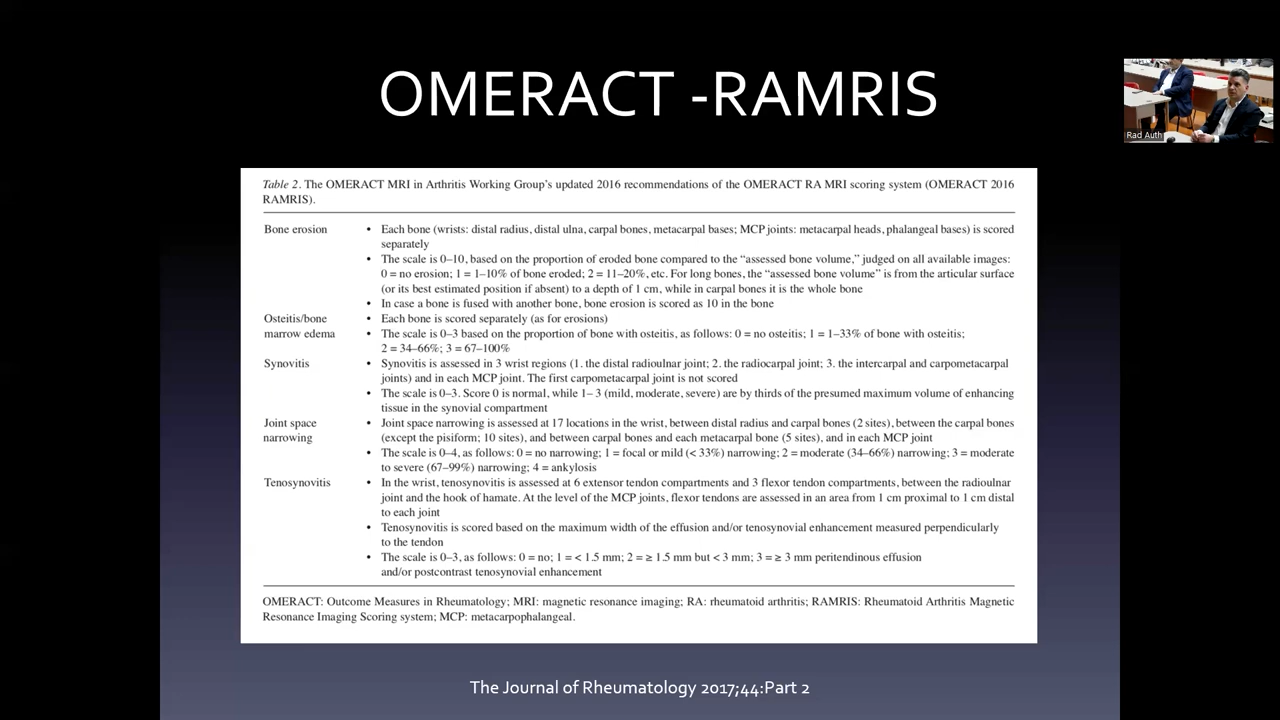 OMERACT -RAMRIS
Rad Auth
Table 2. The OMERACT MRI in Arthritis Working Group's updated 2016 recommendations of the OMERACT RA MRI scoring system (OMERACT 2016
RAMRIS).
Bone erosion • Each bone (wrists: distal radius, distal ulna, carpal bones, metacarpal bases; MCP joints: metacarpal heads, phalangeal bases) is scored
separately
• The scale is 0–10, based on the proportion of eroded bone compared to the “assessed bone volume,” judged on all available images:
0 = no erosion; 1 = 1–10% of bone eroded; 2 = 11–20%, etc. For long bones, the “assessed bone volume” is from the articular surface
(or its best estimated position if absent) to a depth of 1 cm, while in carpal bones it is the whole bone
• In case a bone is fused with another bone, bone erosion is scored as 10 in the bone
Osteitis/bone • Each bone is scored separately (as for erosions)
marrow edema • The scale is 0–3 based on the proportion of bone with osteitis, as follows: 0 = no osteitis; 1 = 1–33% of bone with osteitis;
2 = 34–66%; 3 = 67–100%
Synovitis • Synovitis is assessed in 3 wrist regions (1. the distal radioulnar joint; 2. the radiocarpal joint; 3. the intercarpal and carpometacarpal
joints) and in each MCP joint. The first carpometacarpal joint is not scored
• The scale is 0–3. Score 0 is normal, while 1– 3 (mild, moderate, severe) are by thirds of the presumed maximum volume of enhancing
tissue in the synovial compartment
Joint space • Joint space narrowing is assessed at 17 locations in the wrist, between distal radius and carpal bones (2 sites), between the carpal bones
narrowing (except the pisiform; 10 sites), and between carpal bones and each metacarpal bone (5 sites), and in each MCP joint
• The scale is 0–4, as follows: 0 = no narrowing; 1 = focal or mild (< 33%) narrowing; 2 = moderate (34–66%) narrowing; 3 = moderate
to severe (67–99%) narrowing; 4 = ankylosis
Tenosynovitis • In the wrist, tenosynovitis is assessed at 6 extensor tendon compartments and 3 flexor tendon compartments, between the radioulnar
joint and the hook of hamate. At the level of the MCP joints, flexor tendons are assessed in an area from 1 cm proximal to 1 cm distal
to each joint
• Tenosynovitis is scored based on the maximum width of the effusion and/or tenosynovial enhancement measured perpendicularly
to the tendon
• The scale is 0–3, as follows: 0 = no; 1 = < 1.5 mm; 2 = ≥ 1.5 mm but < 3 mm; 3 = ≥ 3 mm peritendinous effusion
and/or postcontrast tenosynovial enhancement
OMERACT: Outcome Measures in Rheumatology; MRI: magnetic resonance imaging; RA: rheumatoid arthritis; RAMRIS: Rheumatoid Arthritis Magnetic
Resonance Imaging Scoring system; MCP: metacarpophalangeal.
The Journal of Rheumatology 2017;44:Part 2